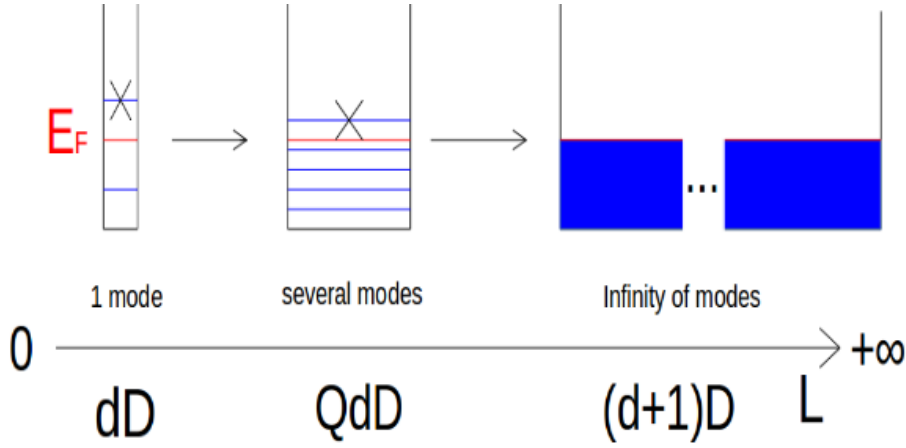 EF
...
1 mode
several modes
Infinity of modes
0
+∞
dD
QdD
(d+1)D
L